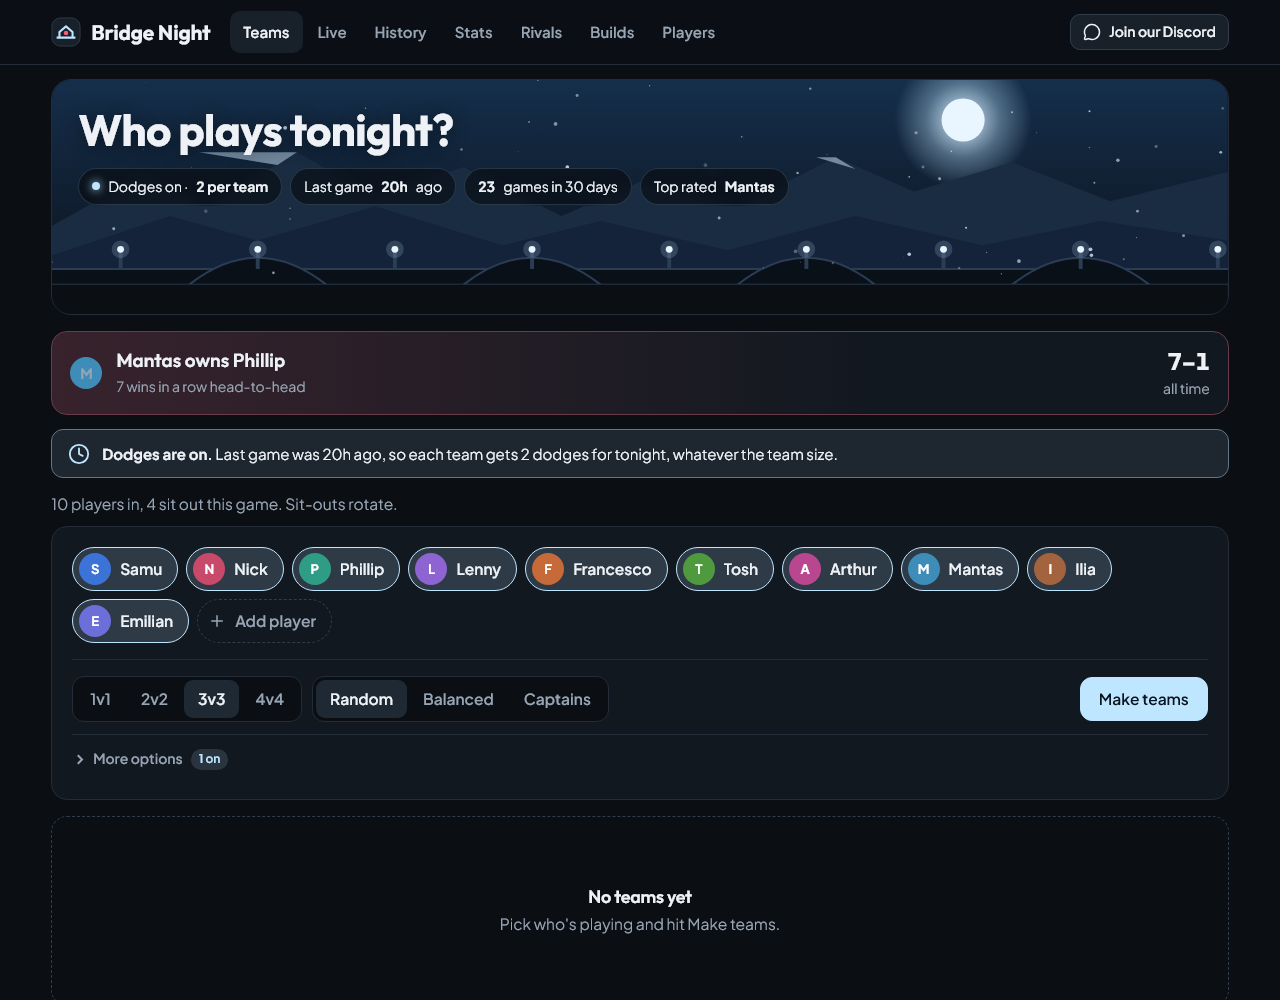 Bridge Night
Teams
Live
History
Stats
Rivals
Builds
Players
Join our Discord
Who plays tonight?
Dodges on · 2 per team
Last game 20h ago
23 games in 30 days
Top rated Mantas
M
Mantas owns Phillip
7 wins in a row head-to-head
7–1
all time
Dodges are on. Last game was 20h ago, so each team gets 2 dodges for tonight, whatever the team size.
10 players in, 4 sit out this game. Sit-outs rotate.
S Samu
N Nick
P Phillip
L Lenny
F Francesco
T Tosh
A Arthur
M Mantas
I Ilia
E Emilian
Add player
1v1
2v2
3v3
4v4
Random
Balanced
Captains
Make teams
More options
1 on
No teams yet
Pick who's playing and hit Make teams.